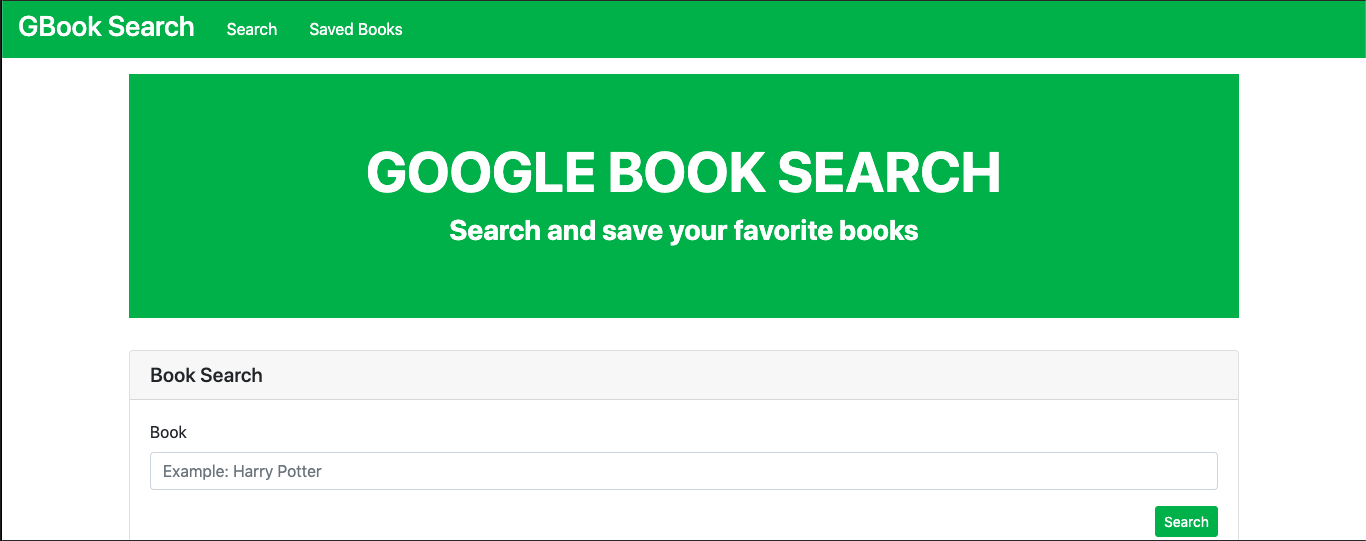 GBook Search Search Saved Books
GOOGLE BOOK SEARCH
Search and save your favorite books
Book Search
Book
Example: Harry Potter
Search